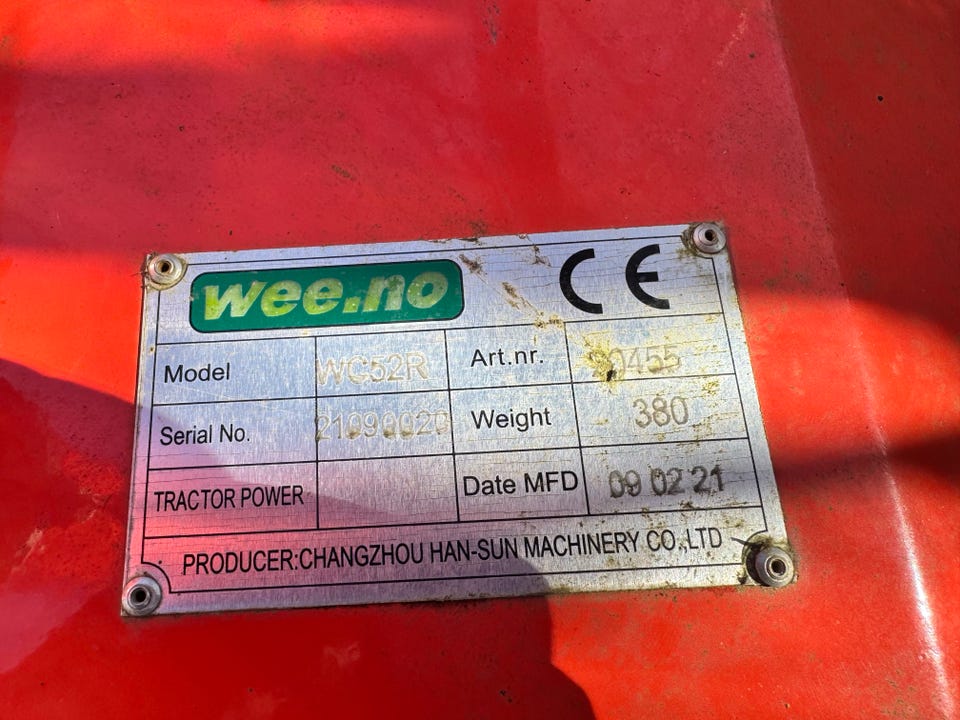 wee.no CE
Model WC52R Art.nr.
Serial No. 21090020 Weight 380
TRACTOR POWER Date MFD 09 02 21
PRODUCER:CHANGZHOU HAN-SUN MACHINERY CO.,LTD